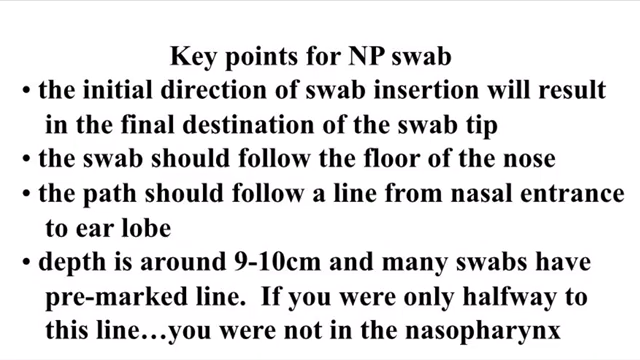 Key points for NP swab
• the initial direction of swab insertion will result
in the final destination of the swab tip
• the swab should follow the floor of the nose
• the path should follow a line from nasal entrance
to ear lobe
• depth is around 9-10cm and many swabs have
pre-marked line.  If you were only halfway to
this line…you were not in the nasopharynx